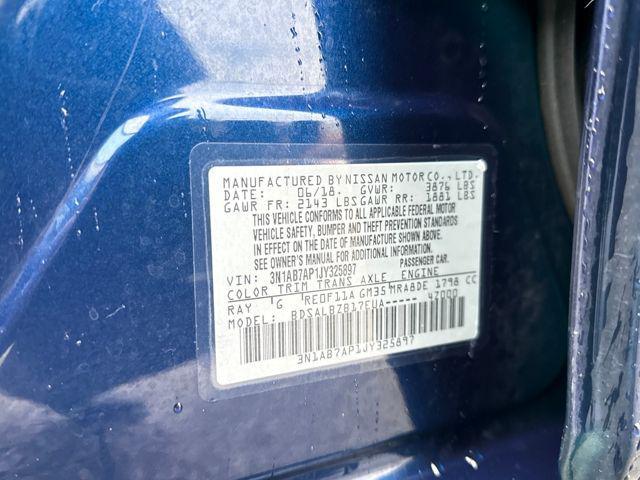 MANUFACTURED BY NISSAN MOTOR CO., LTD.
DATE: 06/18. GVWR: 3876 LBS
GAWR FR: 2143 LBS GAWR RR: 1881 LBS
THIS VEHICLE CONFORMS TO ALL APPLICABLE FEDERAL MOTOR
VEHICLE SAFETY, BUMPER AND THEFT PREVENTION STANDARDS
IN EFFECT ON THE DATE OF MANUFACTURE SHOWN ABOVE.
SEE OWNER'S MANUAL FOR ADDITIONAL INFORMATION.
VIN: 3N1AB7AP1JY325897 PASSENGER CAR.
COLOR TRIM TRANS AXLE ENGINE
RAY G RE0F11A GM35 MRA8DE 1798 CC
MODEL: BDSALBZB17EUA----- 47000
3N1AB7AP1JY325897